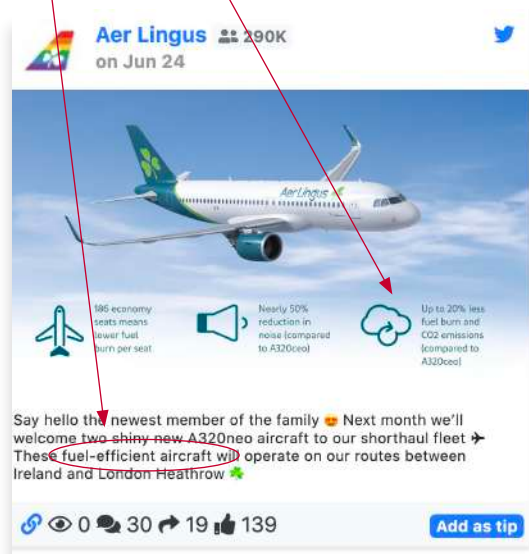 Aer Lingus 290K
on Jun 24
AerLingus
186 economy
seats means
lower fuel
burn per seat
Nearly 50%
reduction in
noise (compared
to A320ceo)
Up to 20% less
fuel burn and
CO2 emissions
(compared to
A320ceo)
Say hello the newest member of the family 😍 Next month we'll
welcome two shiny new A320neo aircraft to our shorthaul fleet ✈
These fuel-efficient aircraft will operate on our routes between
Ireland and London Heathrow ☘️
0 30 19 139
Add as tip